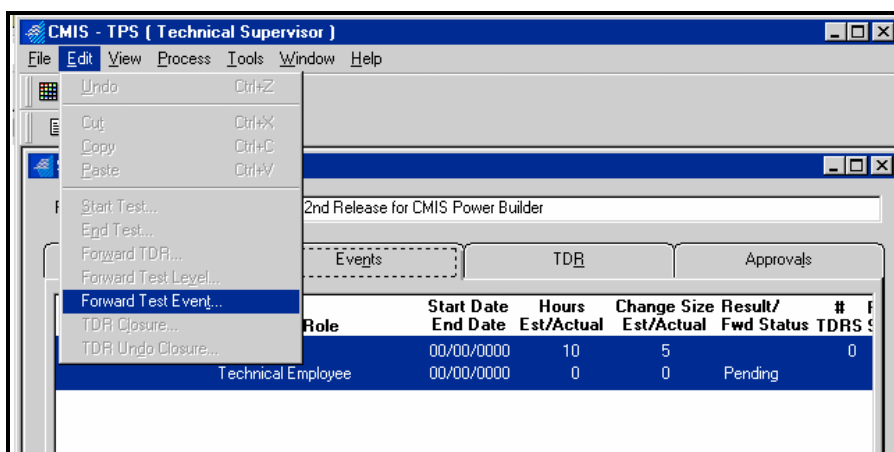 CMIS - TPS ( Technical Supervisor )
File Edit View Process Tools Window Help
Undo Ctrl+Z
Cut Ctrl+X
Copy Ctrl+C
Paste Ctrl+V
Start Test...
End Test...
Forward TDR...
Forward Test Level...
Forward Test Event...
TDR Closure...
TDR Undo Closure...
2nd Release for CMIS Power Builder
Events TDR Approvals
Start Date Hours Change Size Result/ #
Role End Date Est/Actual Est/Actual Fwd Status TDRS
00/00/0000 10 5 0
Technical Employee 00/00/0000 0 0 Pending